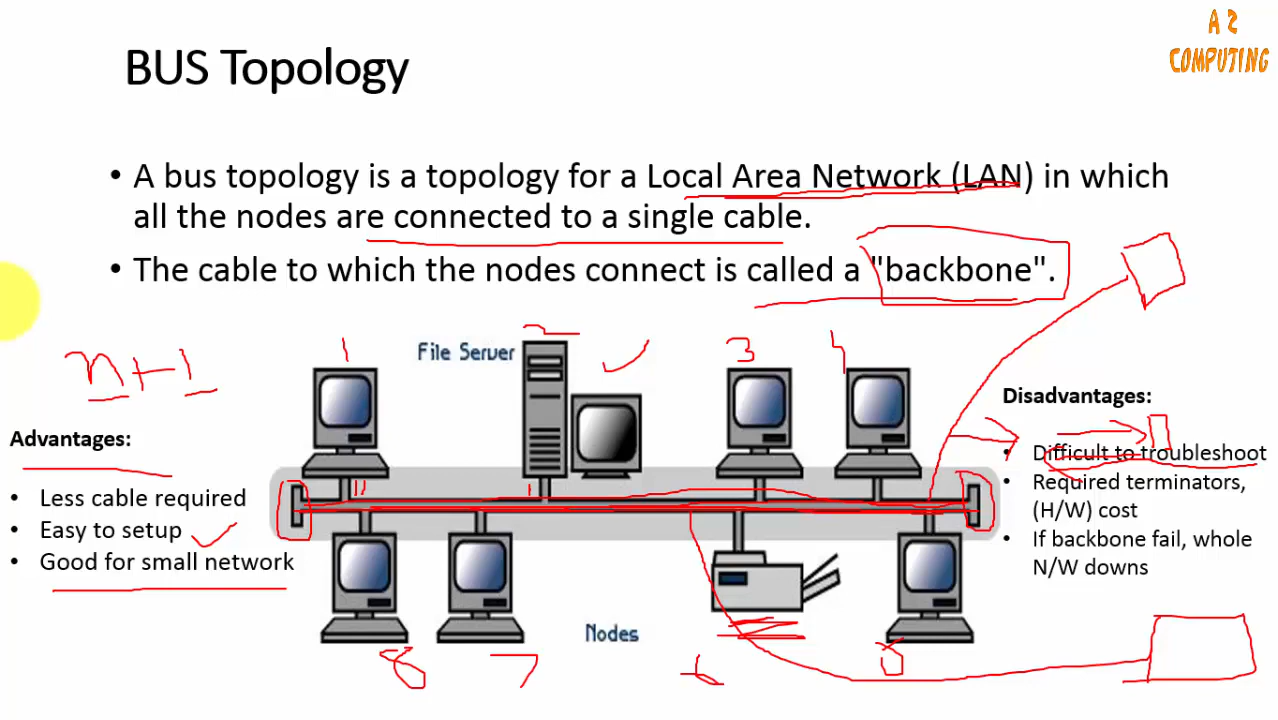 A Z
COMPUTING
BUS Topology
• A bus topology is a topology for a Local Area Network (LAN) in which
all the nodes are connected to a single cable.
• The cable to which the nodes connect is called a "backbone".
n+1
1
2
3
4
File Server
Advantages:
• Less cable required
• Easy to setup
• Good for small network
Disadvantages:
• Difficult to troubleshoot
• Required terminators,
(H/W) cost
• If backbone fail, whole
N/W downs
Nodes
8
7
6